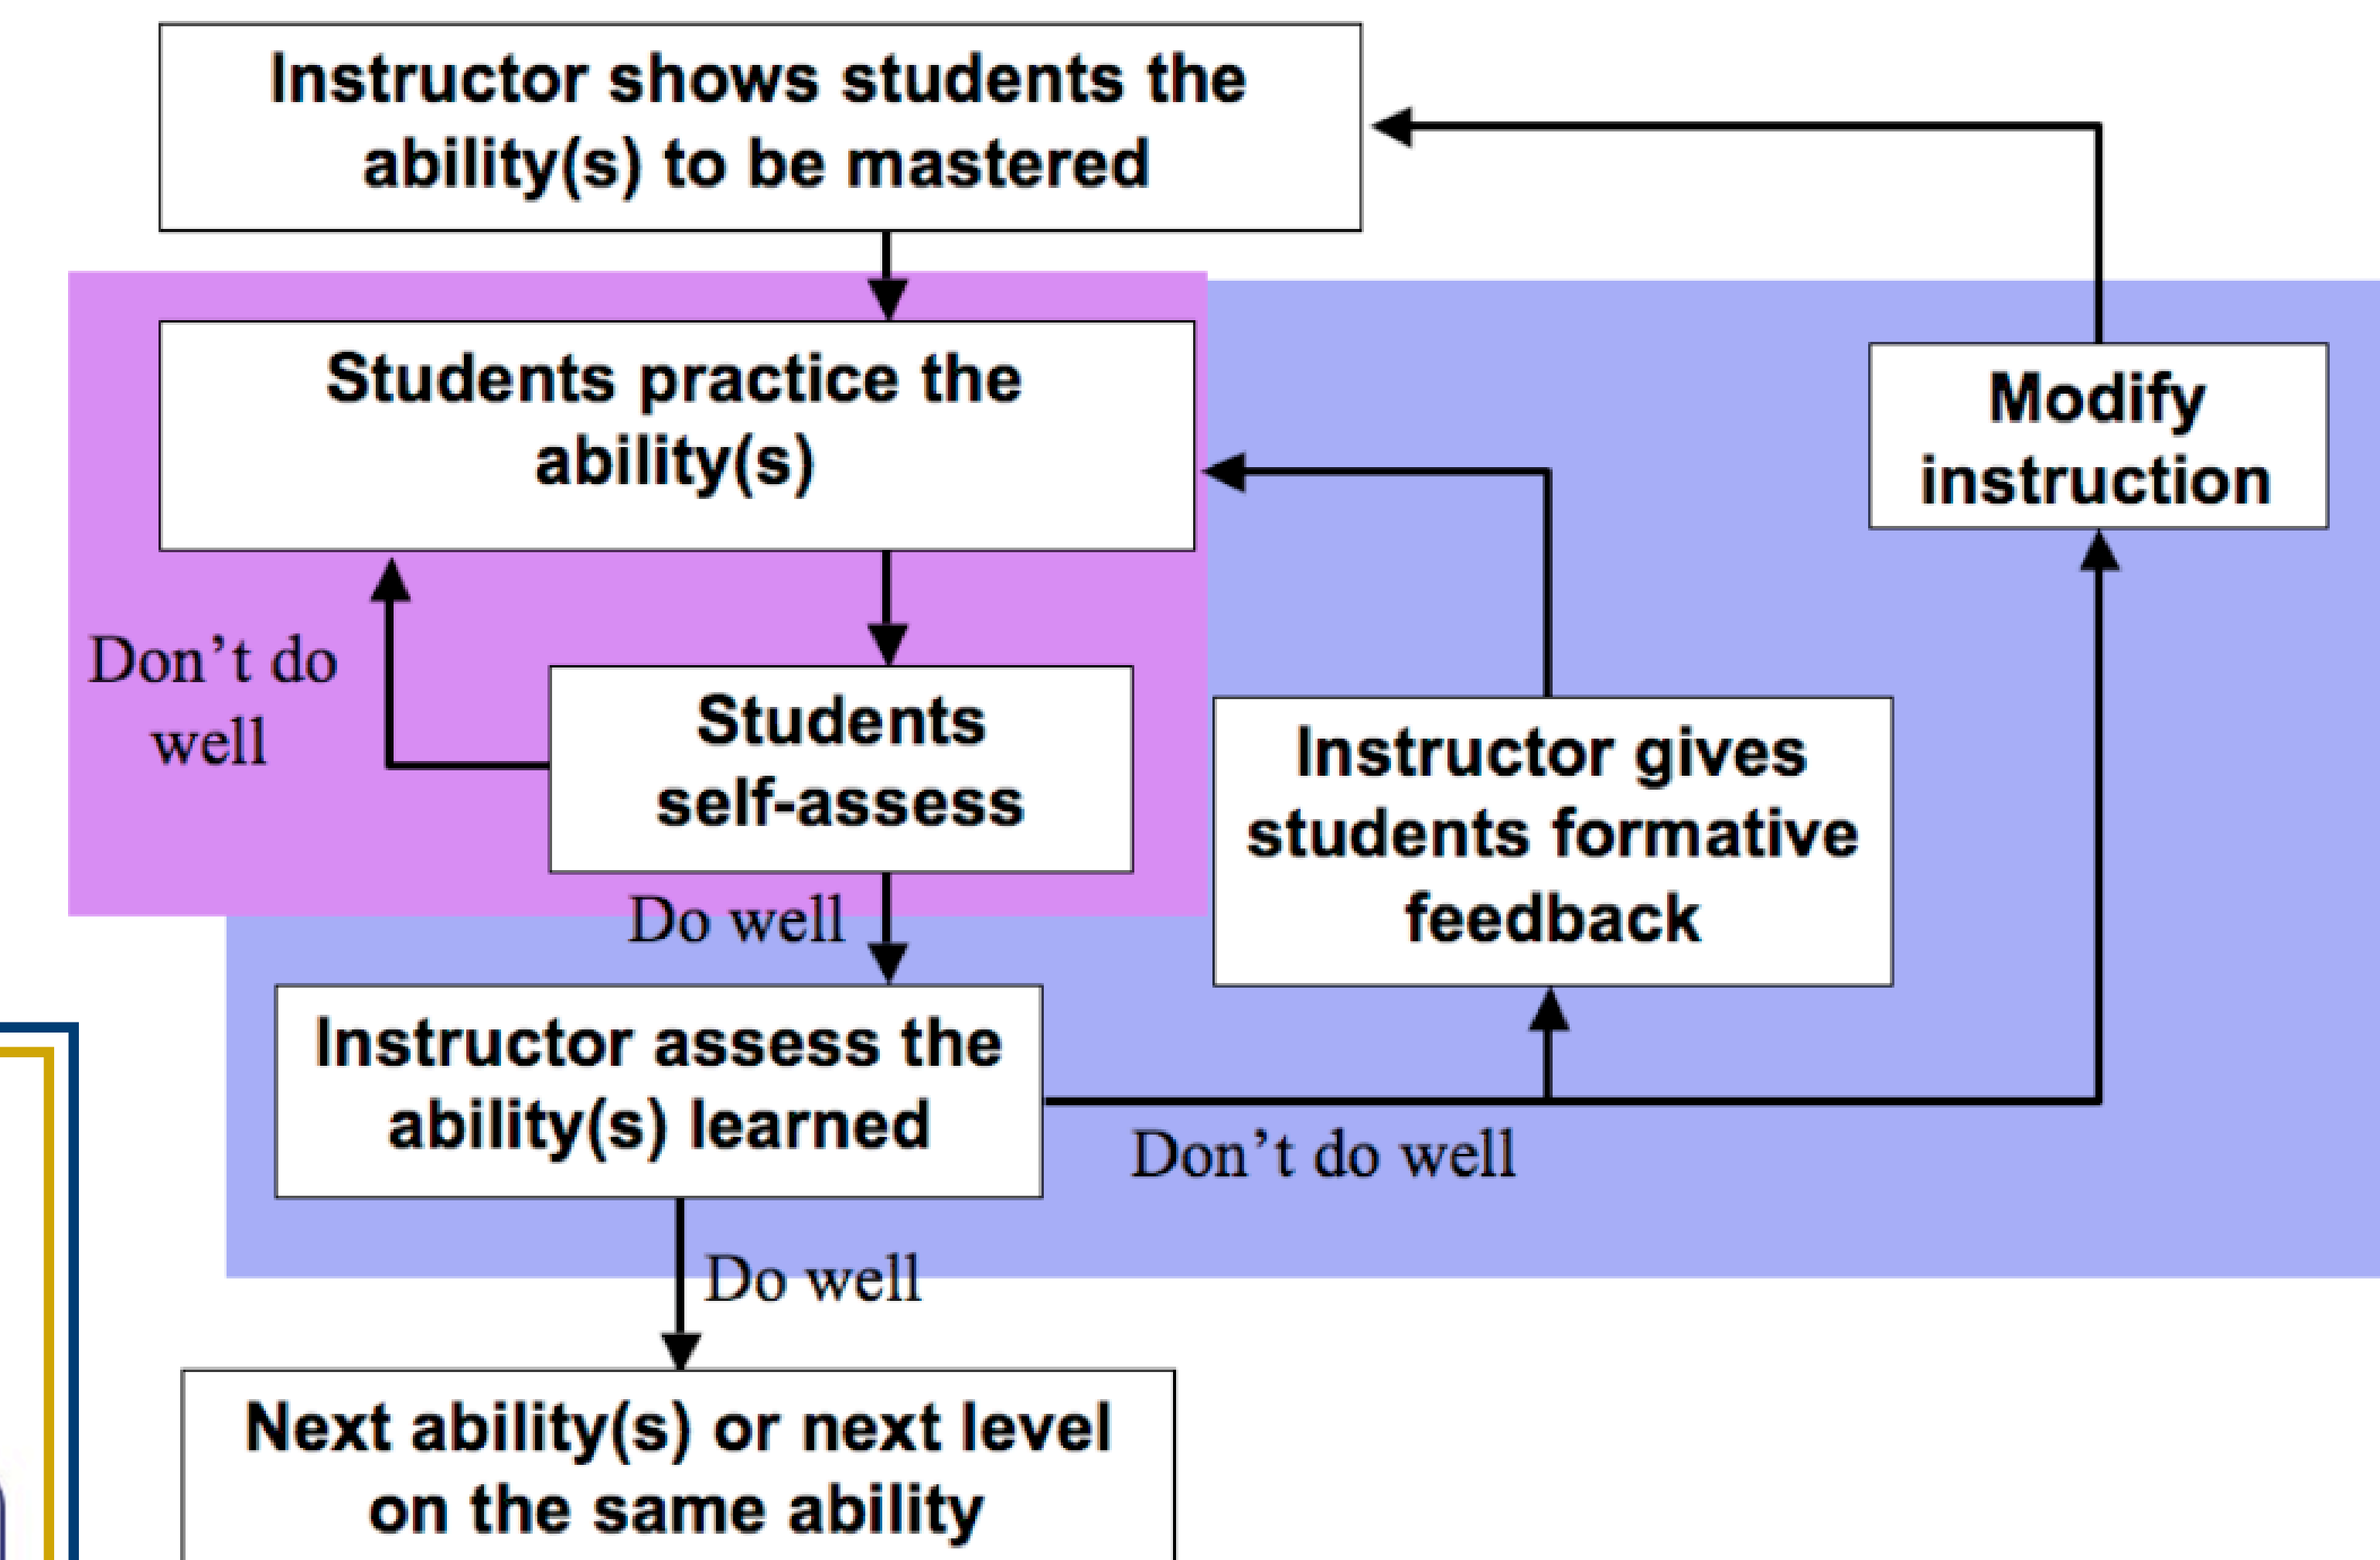 Instructor shows students the
ability(s) to be mastered
Students practice the
ability(s)
Modify
instruction
Don’t do
well
Students
self-assess
Instructor gives
students formative
feedback
Do well
Instructor assess the
ability(s) learned
Don’t do well
Do well
Next ability(s) or next level
on the same ability